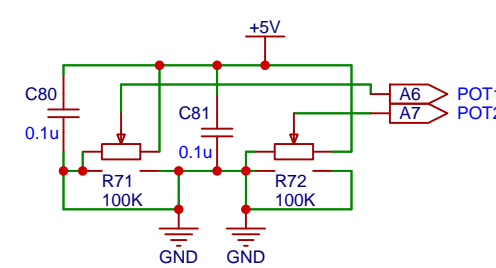 +5V
C80
0.1u
C81
0.1u
A6
POT1
A7
POT2
R71
100K
R72
100K
GND
GND